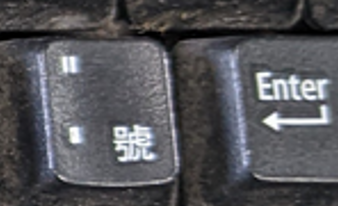 "
' 號
Enter